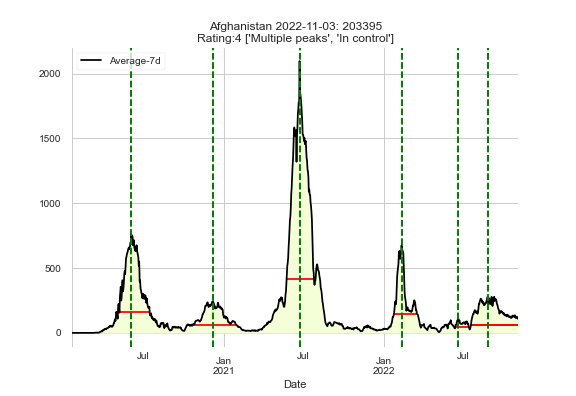 Afghanistan 2022-11-03: 203395
Rating:4 ['Multiple peaks', 'In control']
Average-7d
2000
1500
1000
500
0
Jul
Jan
2021
Jul
Jan
2022
Jul
Date